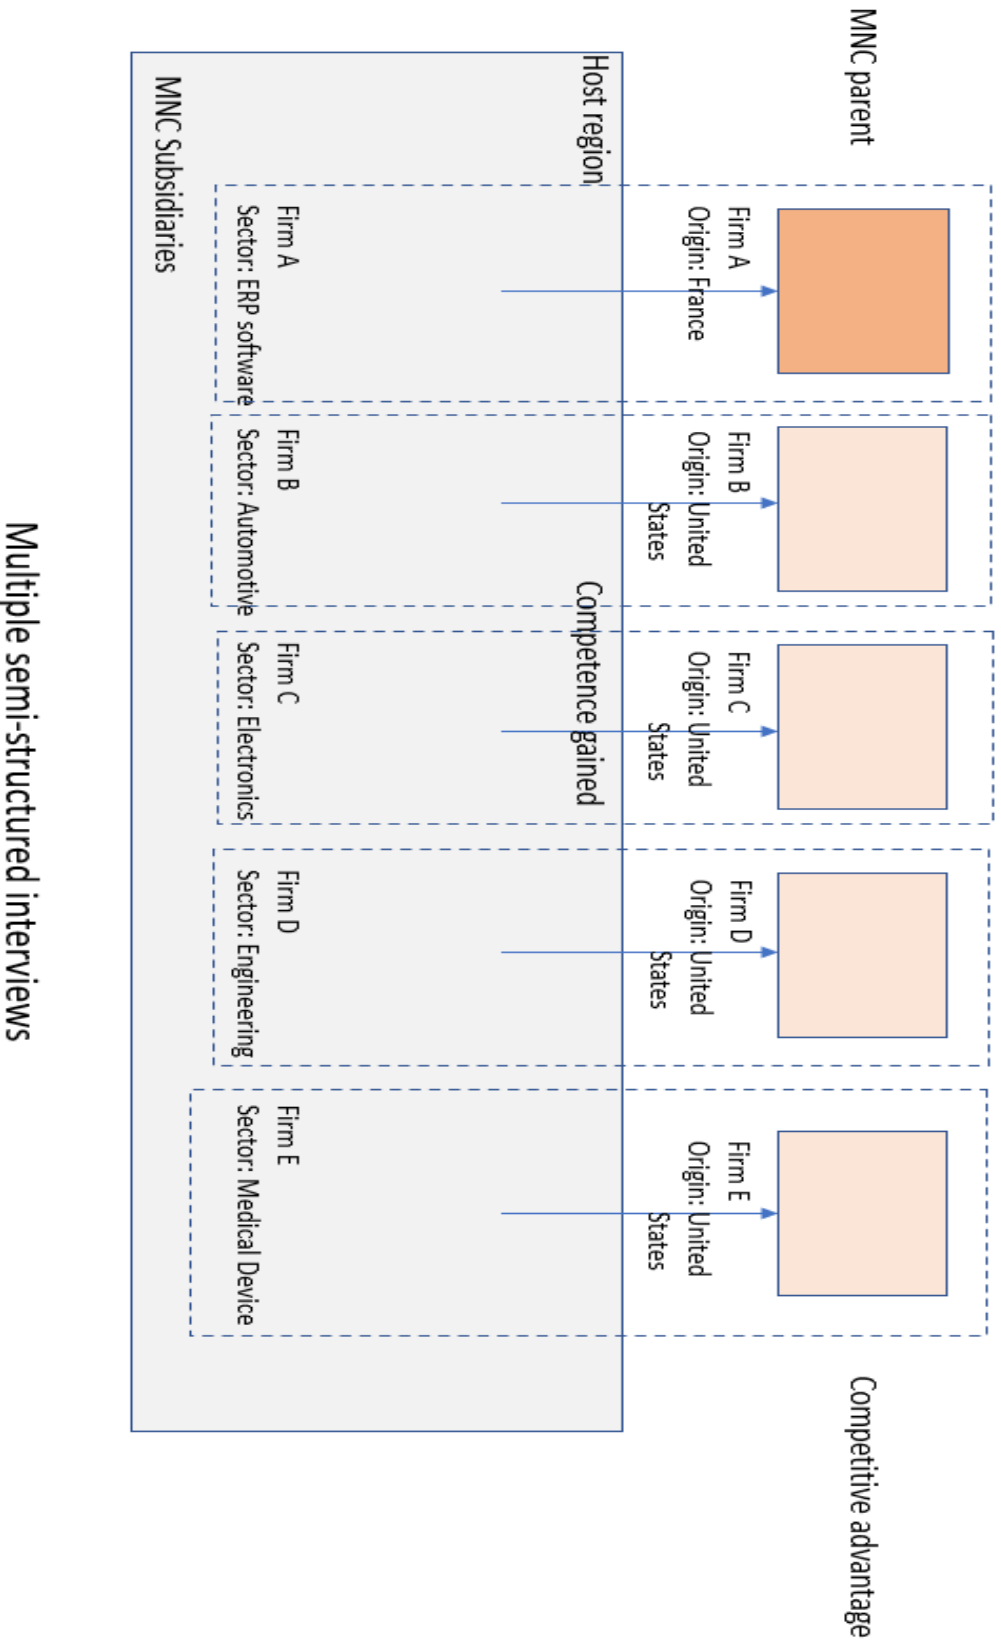 MNC parent
Competitive advantage
Firm A
Origin: France
Firm B
Origin: United
States
Firm C
Origin: United
States
Firm D
Origin: United
States
Firm E
Origin: United
States
Host region
Competence gained
Firm A
Sector: ERP software
Firm B
Sector: Automotive
Firm C
Sector: Electronics
Firm D
Sector: Engineering
Firm E
Sector: Medical Device
MNC Subsidiaries
Multiple semi-structured interviews